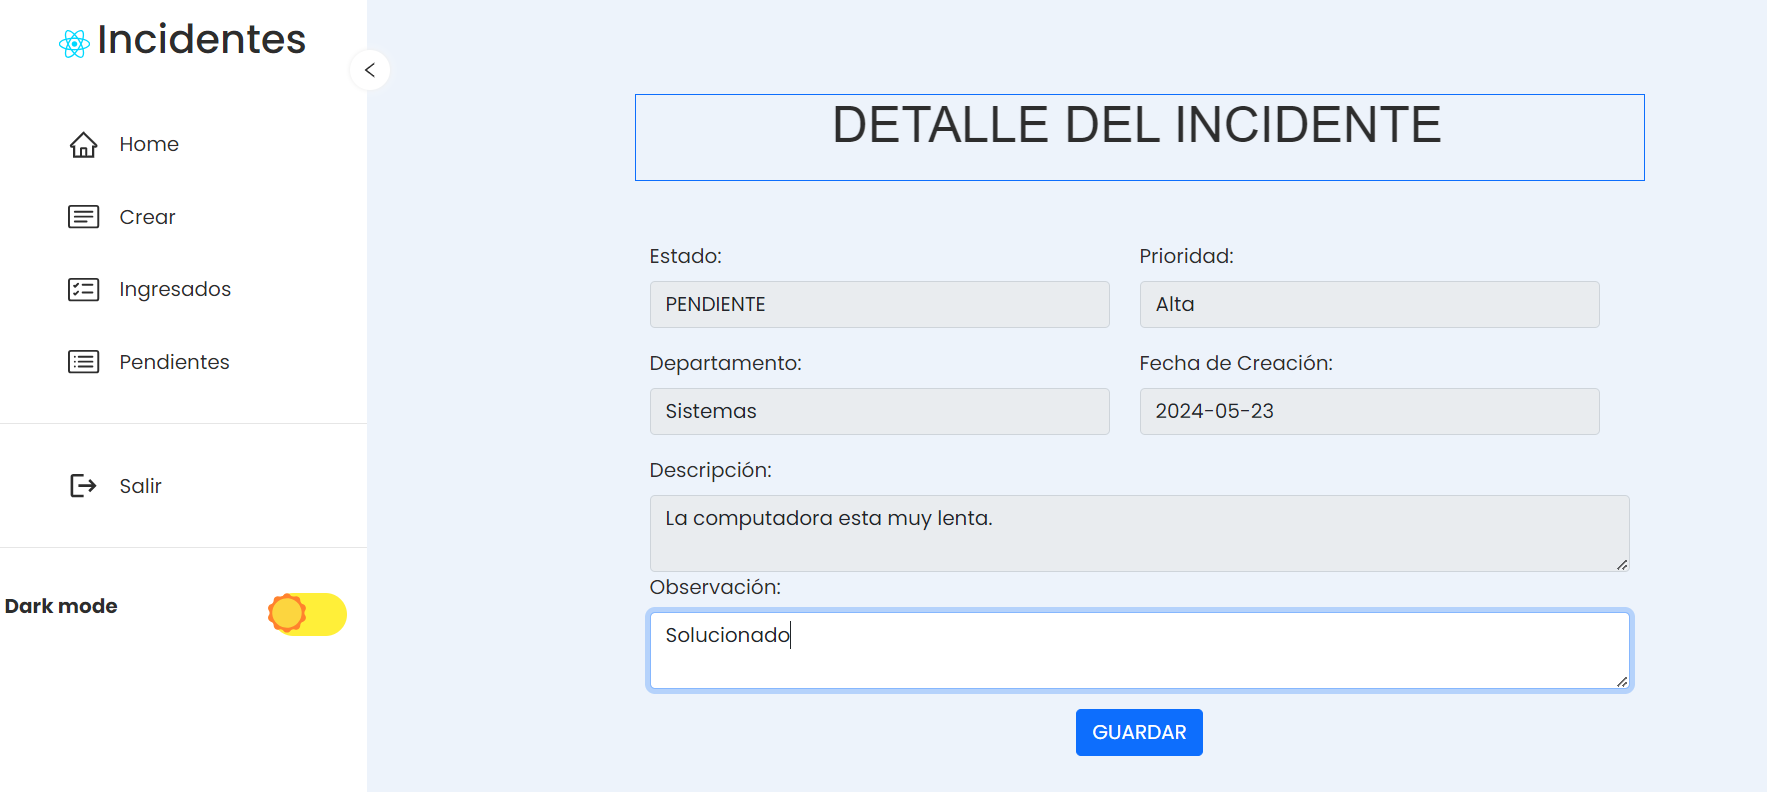 Incidentes
Home
Crear
Ingresados
Pendientes
Salir
Dark mode
DETALLE DEL INCIDENTE
Estado:
PENDIENTE
Prioridad:
Alta
Departamento:
Sistemas
Fecha de Creación:
2024-05-23
Descripción:
La computadora esta muy lenta.
Observación:
Solucionado
GUARDAR